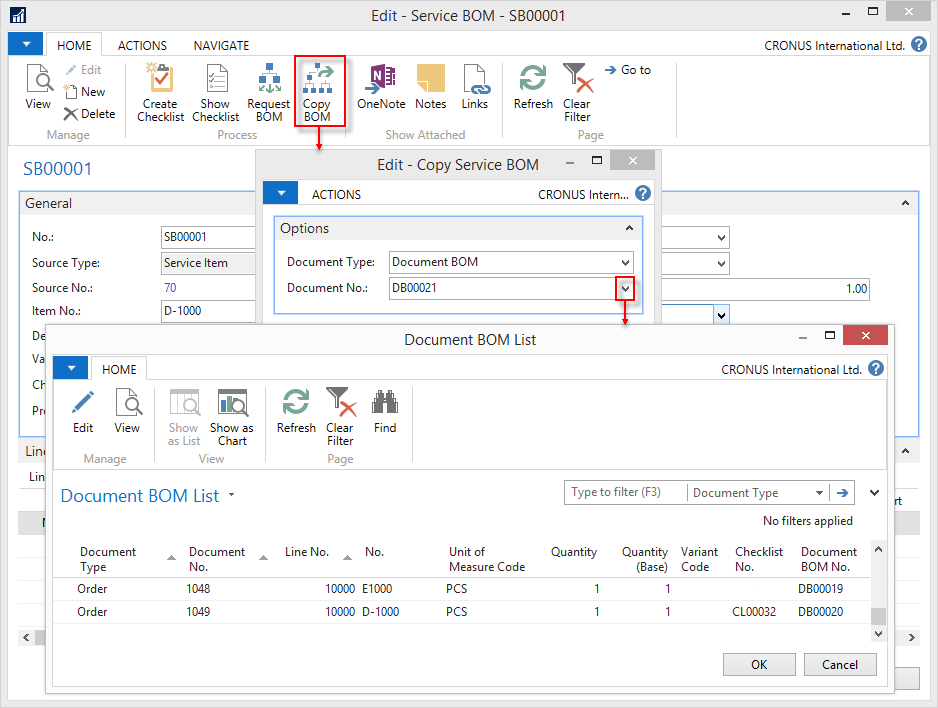 Edit - Service BOM - SB00001
HOME
ACTIONS
NAVIGATE
CRONUS International Ltd.
?
View
Edit
New
Delete
Manage
Create
Checklist
Show
Checklist
Request
BOM
Copy
BOM
Process
N
OneNote
Notes
Links
Show Attached
Refresh
Clear
Filter
Go to
Page
SB00001
General
No.:
SB00001
Source Type:
Service Item
Source No.:
70
1.00
Item No.:
D-1000
De
Va
Ch
Pro
Line
Lin
rt
Edit - Copy Service BOM
ACTIONS
CRONUS Intern...
?
Options
Document Type:
Document BOM
Document No.:
DB00021
Document BOM List
HOME
CRONUS International Ltd.
?
Edit
View
Manage
Show
as List
Show as
Chart
View
Refresh
Clear
Filter
Find
Page
Document BOM List
Type to filter (F3)
Document Type
No filters applied
Document
Type
Document
No.
Line No.
No.
Unit of
Measure Code
Quantity
Quantity
(Base)
Variant
Code
Checklist
No.
Document
BOM No.
Order 1048 10000 E1000 PCS 1 1 DB00019
Order 1049 10000 D-1000 PCS 1 1 CL00032 DB00020
OK
Cancel